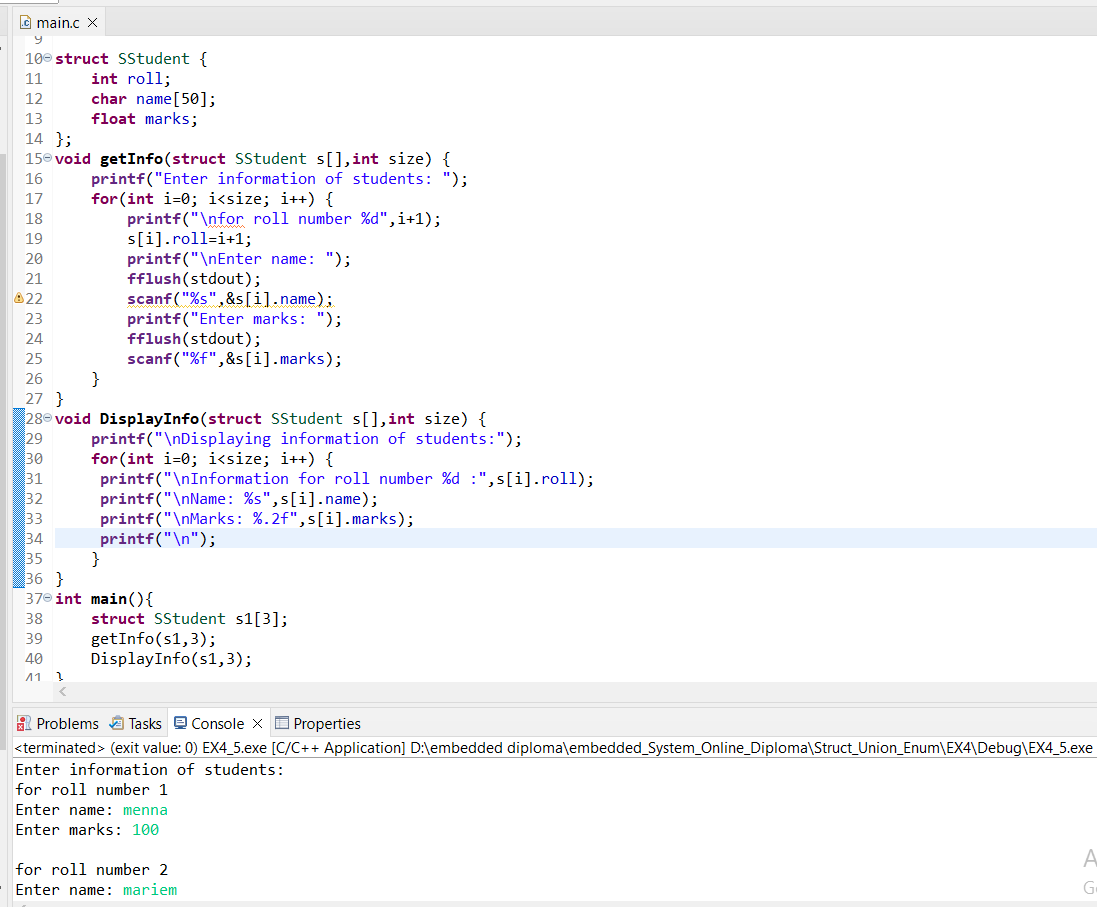 main.c
9
10 struct SStudent {
11     int roll;
12     char name[50];
13     float marks;
14 };
15 void getInfo(struct SStudent s[],int size) {
16     printf("Enter information of students: ");
17     for(int i=0; i<size; i++) {
18         printf("\nfor roll number %d",i+1);
19         s[i].roll=i+1;
20         printf("\nEnter name: ");
21         fflush(stdout);
22         scanf("%s",&s[i].name);
23         printf("Enter marks: ");
24         fflush(stdout);
25         scanf("%f",&s[i].marks);
26     }
27 }
28 void DisplayInfo(struct SStudent s[],int size) {
29     printf("\nDisplaying information of students:");
30     for(int i=0; i<size; i++) {
31      printf("\nInformation for roll number %d :",s[i].roll);
32      printf("\nName: %s",s[i].name);
33      printf("\nMarks: %.2f",s[i].marks);
34      printf("\n");
35     }
36 }
37 int main(){
38     struct SStudent s1[3];
39     getInfo(s1,3);
40     DisplayInfo(s1,3);
41 }
Problems Tasks Console Properties
<terminated> (exit value: 0) EX4_5.exe [C/C++ Application] D:\embedded diploma\embedded_System_Online_Diploma\Struct_Union_Enum\EX4\Debug\EX4_5.exe
Enter information of students:
for roll number 1
Enter name: menna
Enter marks: 100
for roll number 2
Enter name: mariem